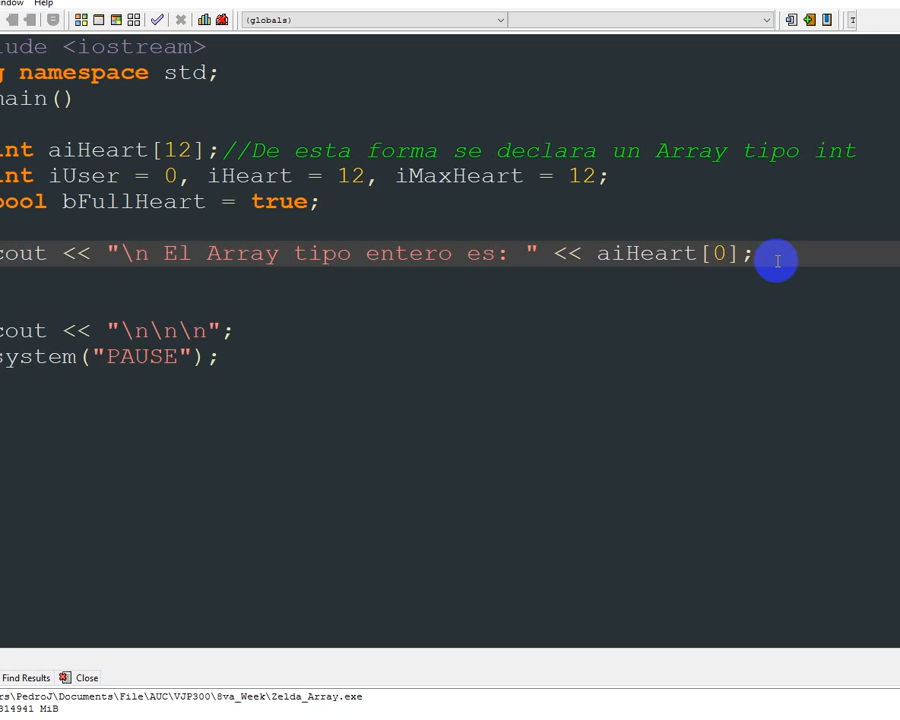 Help
(globals)
<iostream>
namespace std;
main()
int aiHeart[12];//De esta forma se declara un Array tipo int
int iUser = 0, iHeart = 12, iMaxHeart = 12;
bool bFullHeart = true;
cout << "\n El Array tipo entero es: " << aiHeart[0];
cout << "\n\n\n";
system("PAUSE");
Find Results Close
rs\PedroJ\Documents\File\AUC\VJP300\8va_Week\Zelda_Array.exe
814941 MiB